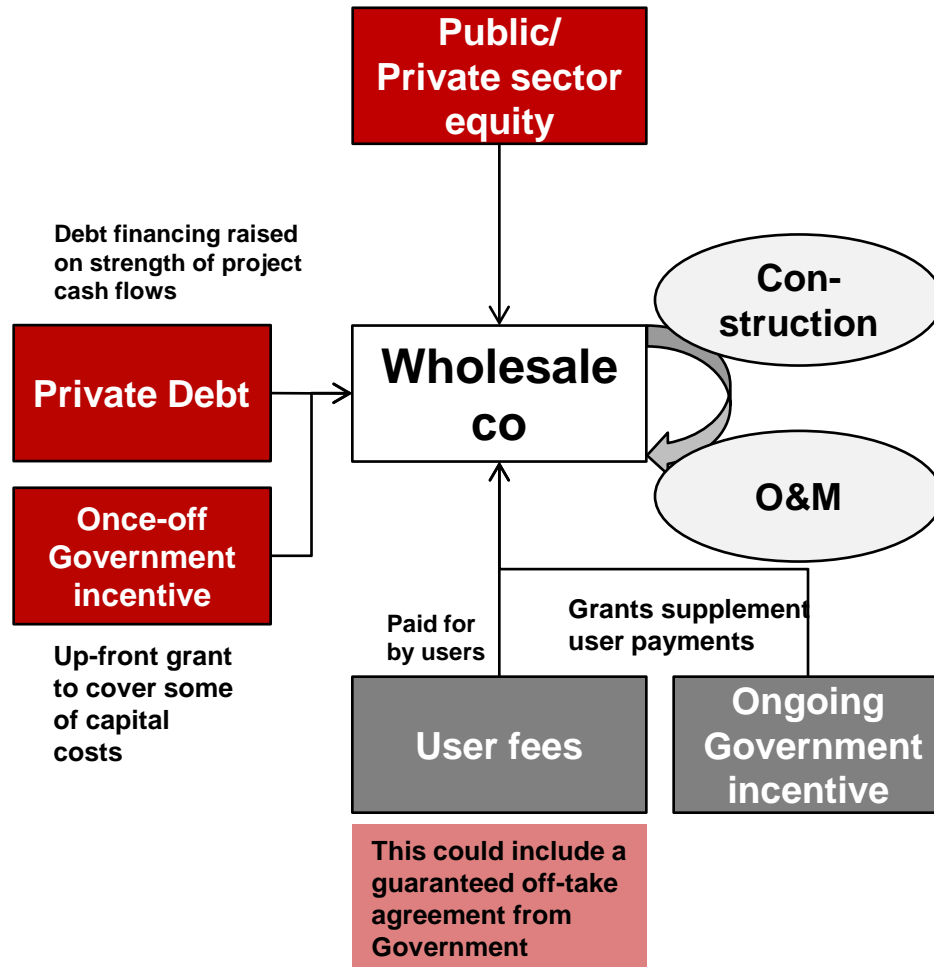 Public/
Private sector
equity
Debt financing raised
on strength of project
cash flows
Con-
struction
Private Debt
Wholesale
co
O&M
Once-off
Government
incentive
Paid for
by users
Grants supplement
user payments
Up-front grant
to cover some
of capital
costs
User fees
Ongoing
Government
incentive
This could include a
guaranteed off-take
agreement from
Government